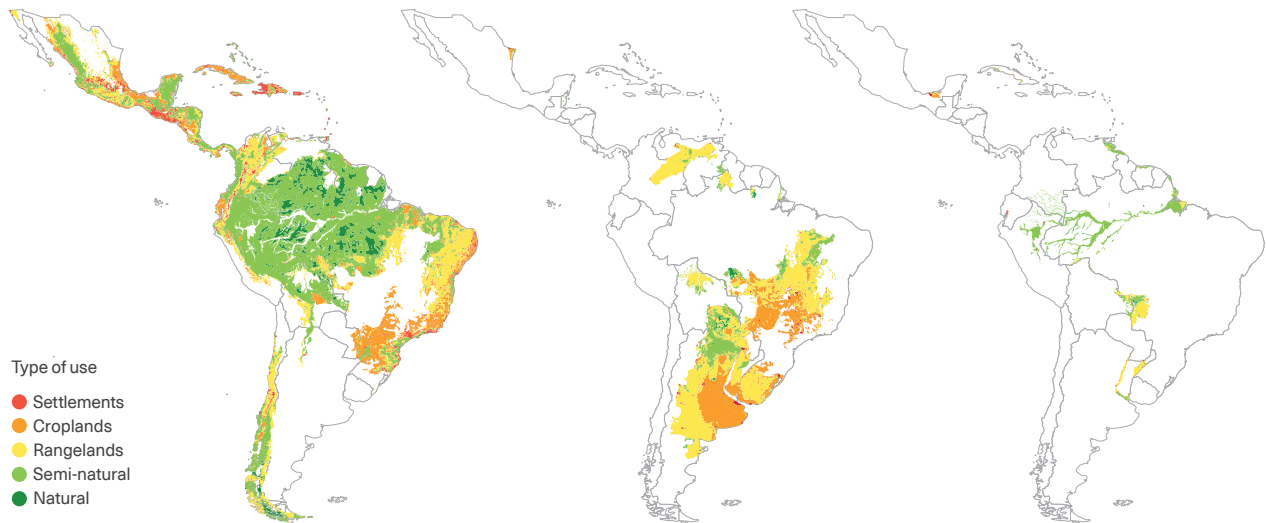 Type of use
Settlements
Croplands
Rangelands
Semi-natural
Natural